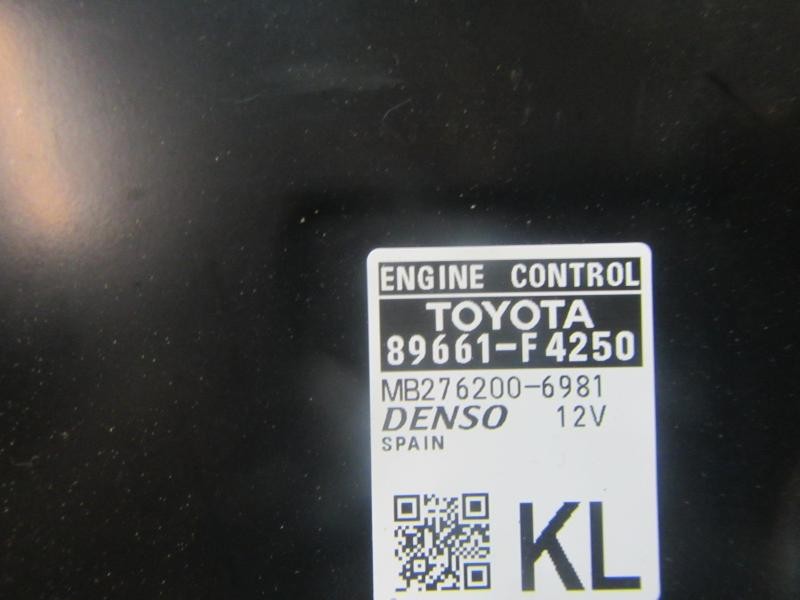 ENGINE CONTROL
TOYOTA
89661-F4250
MB276200-6981
DENSO 12V
SPAIN
KL